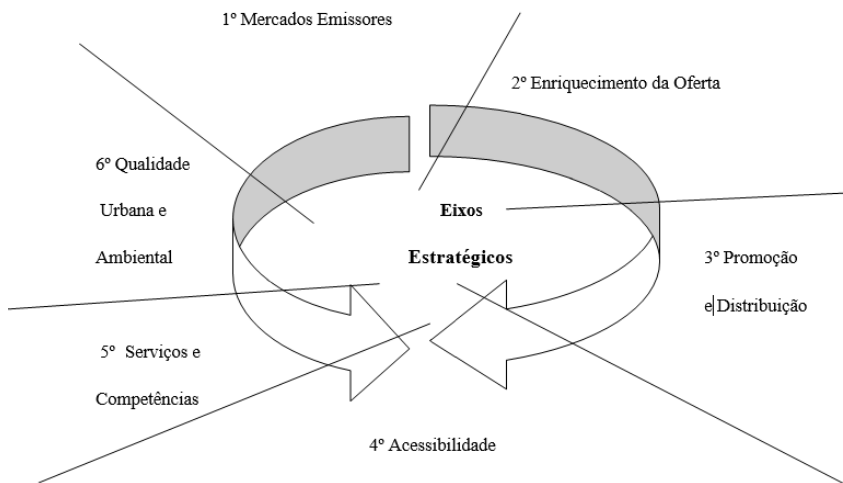 1º Mercados Emissores
2º Enriquecimento da Oferta
6º Qualidade
Urbana e
Ambiental
Eixos
Estratégicos
3º Promoção
e Distribuição
5º Serviços e
Competências
4º Acessibilidade